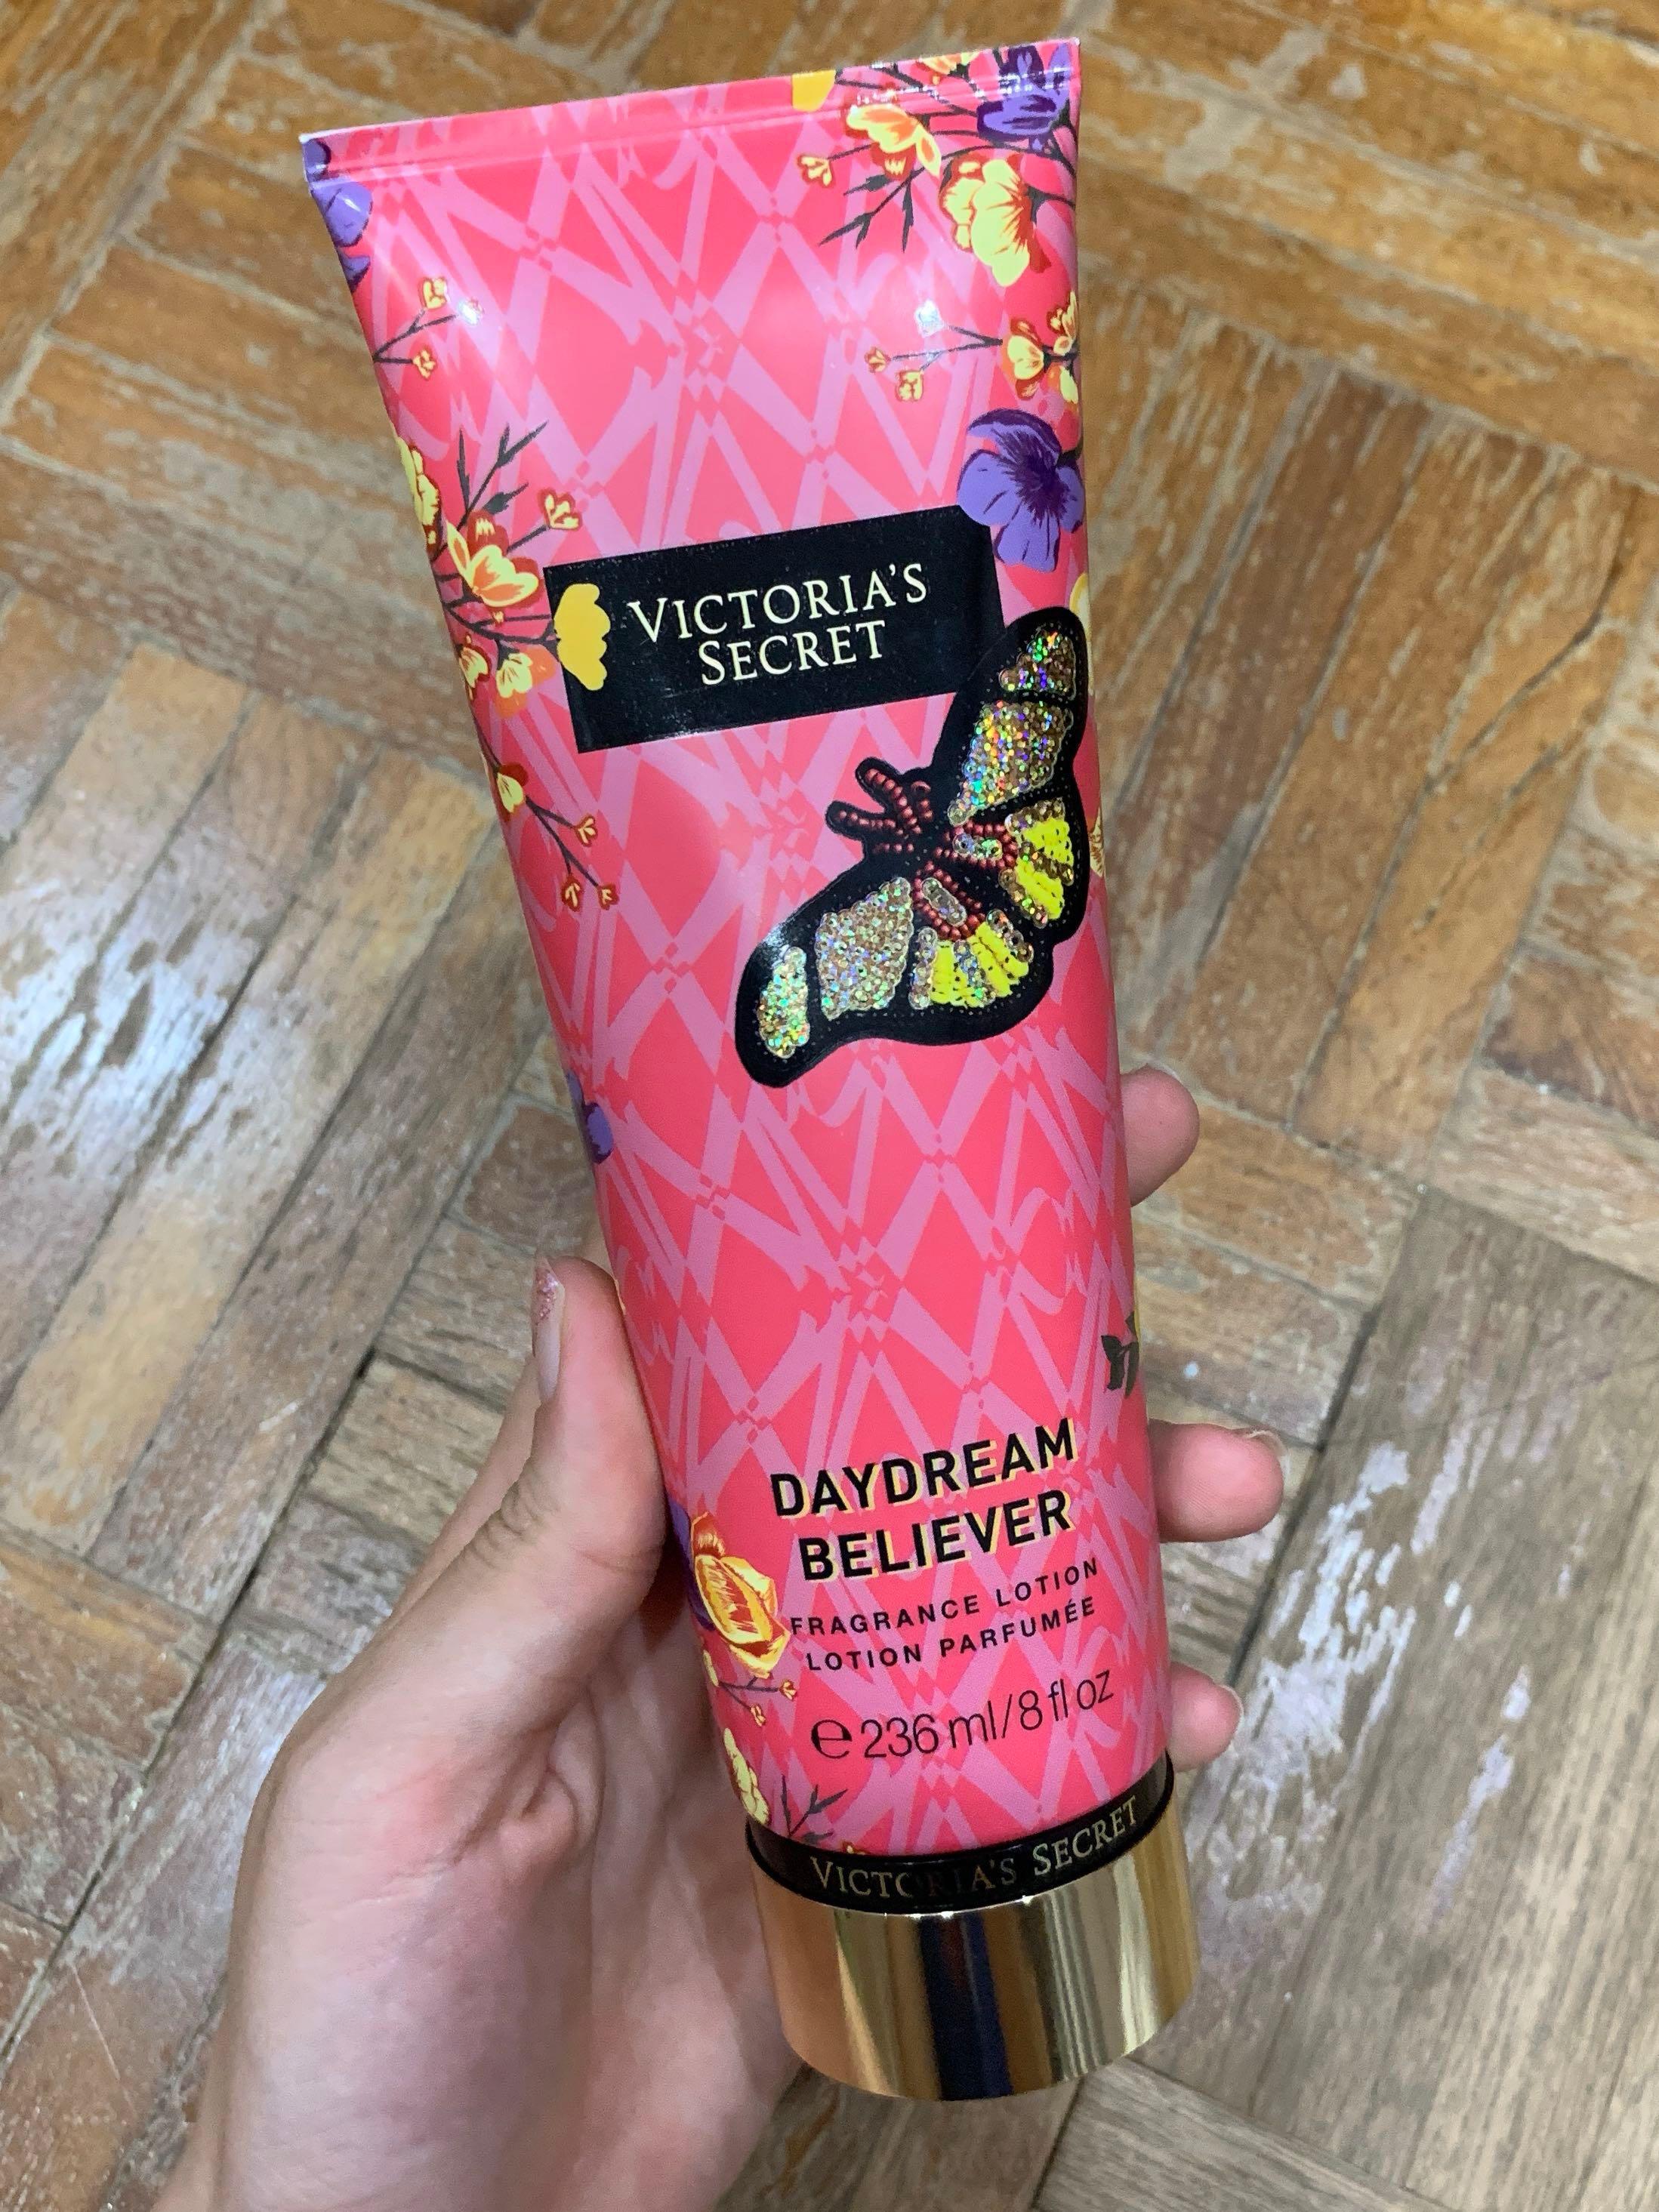 VICTORIA'S
SECRET
DAYDREAM
BELIEVER
FRAGRANCE LOTION
LOTION PARFUMÉE
℮ 236 ml/8 fl oz
VICTORIA'S SECRET